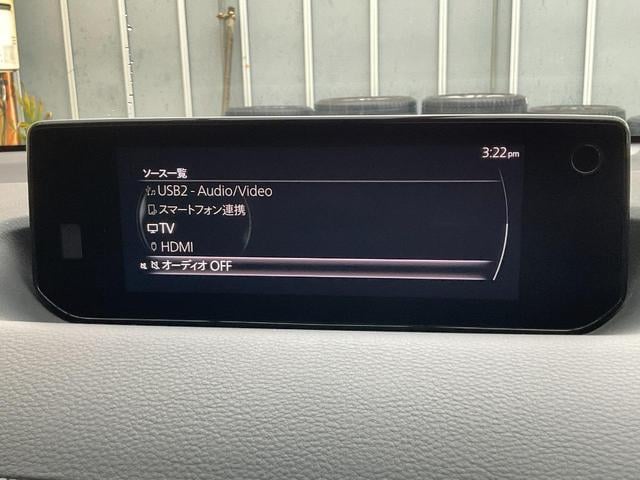 3:22pm
ソース一覧
USB2 - Audio/Video
スマートフォン連携
TV
HDMI
オーディオ OFF